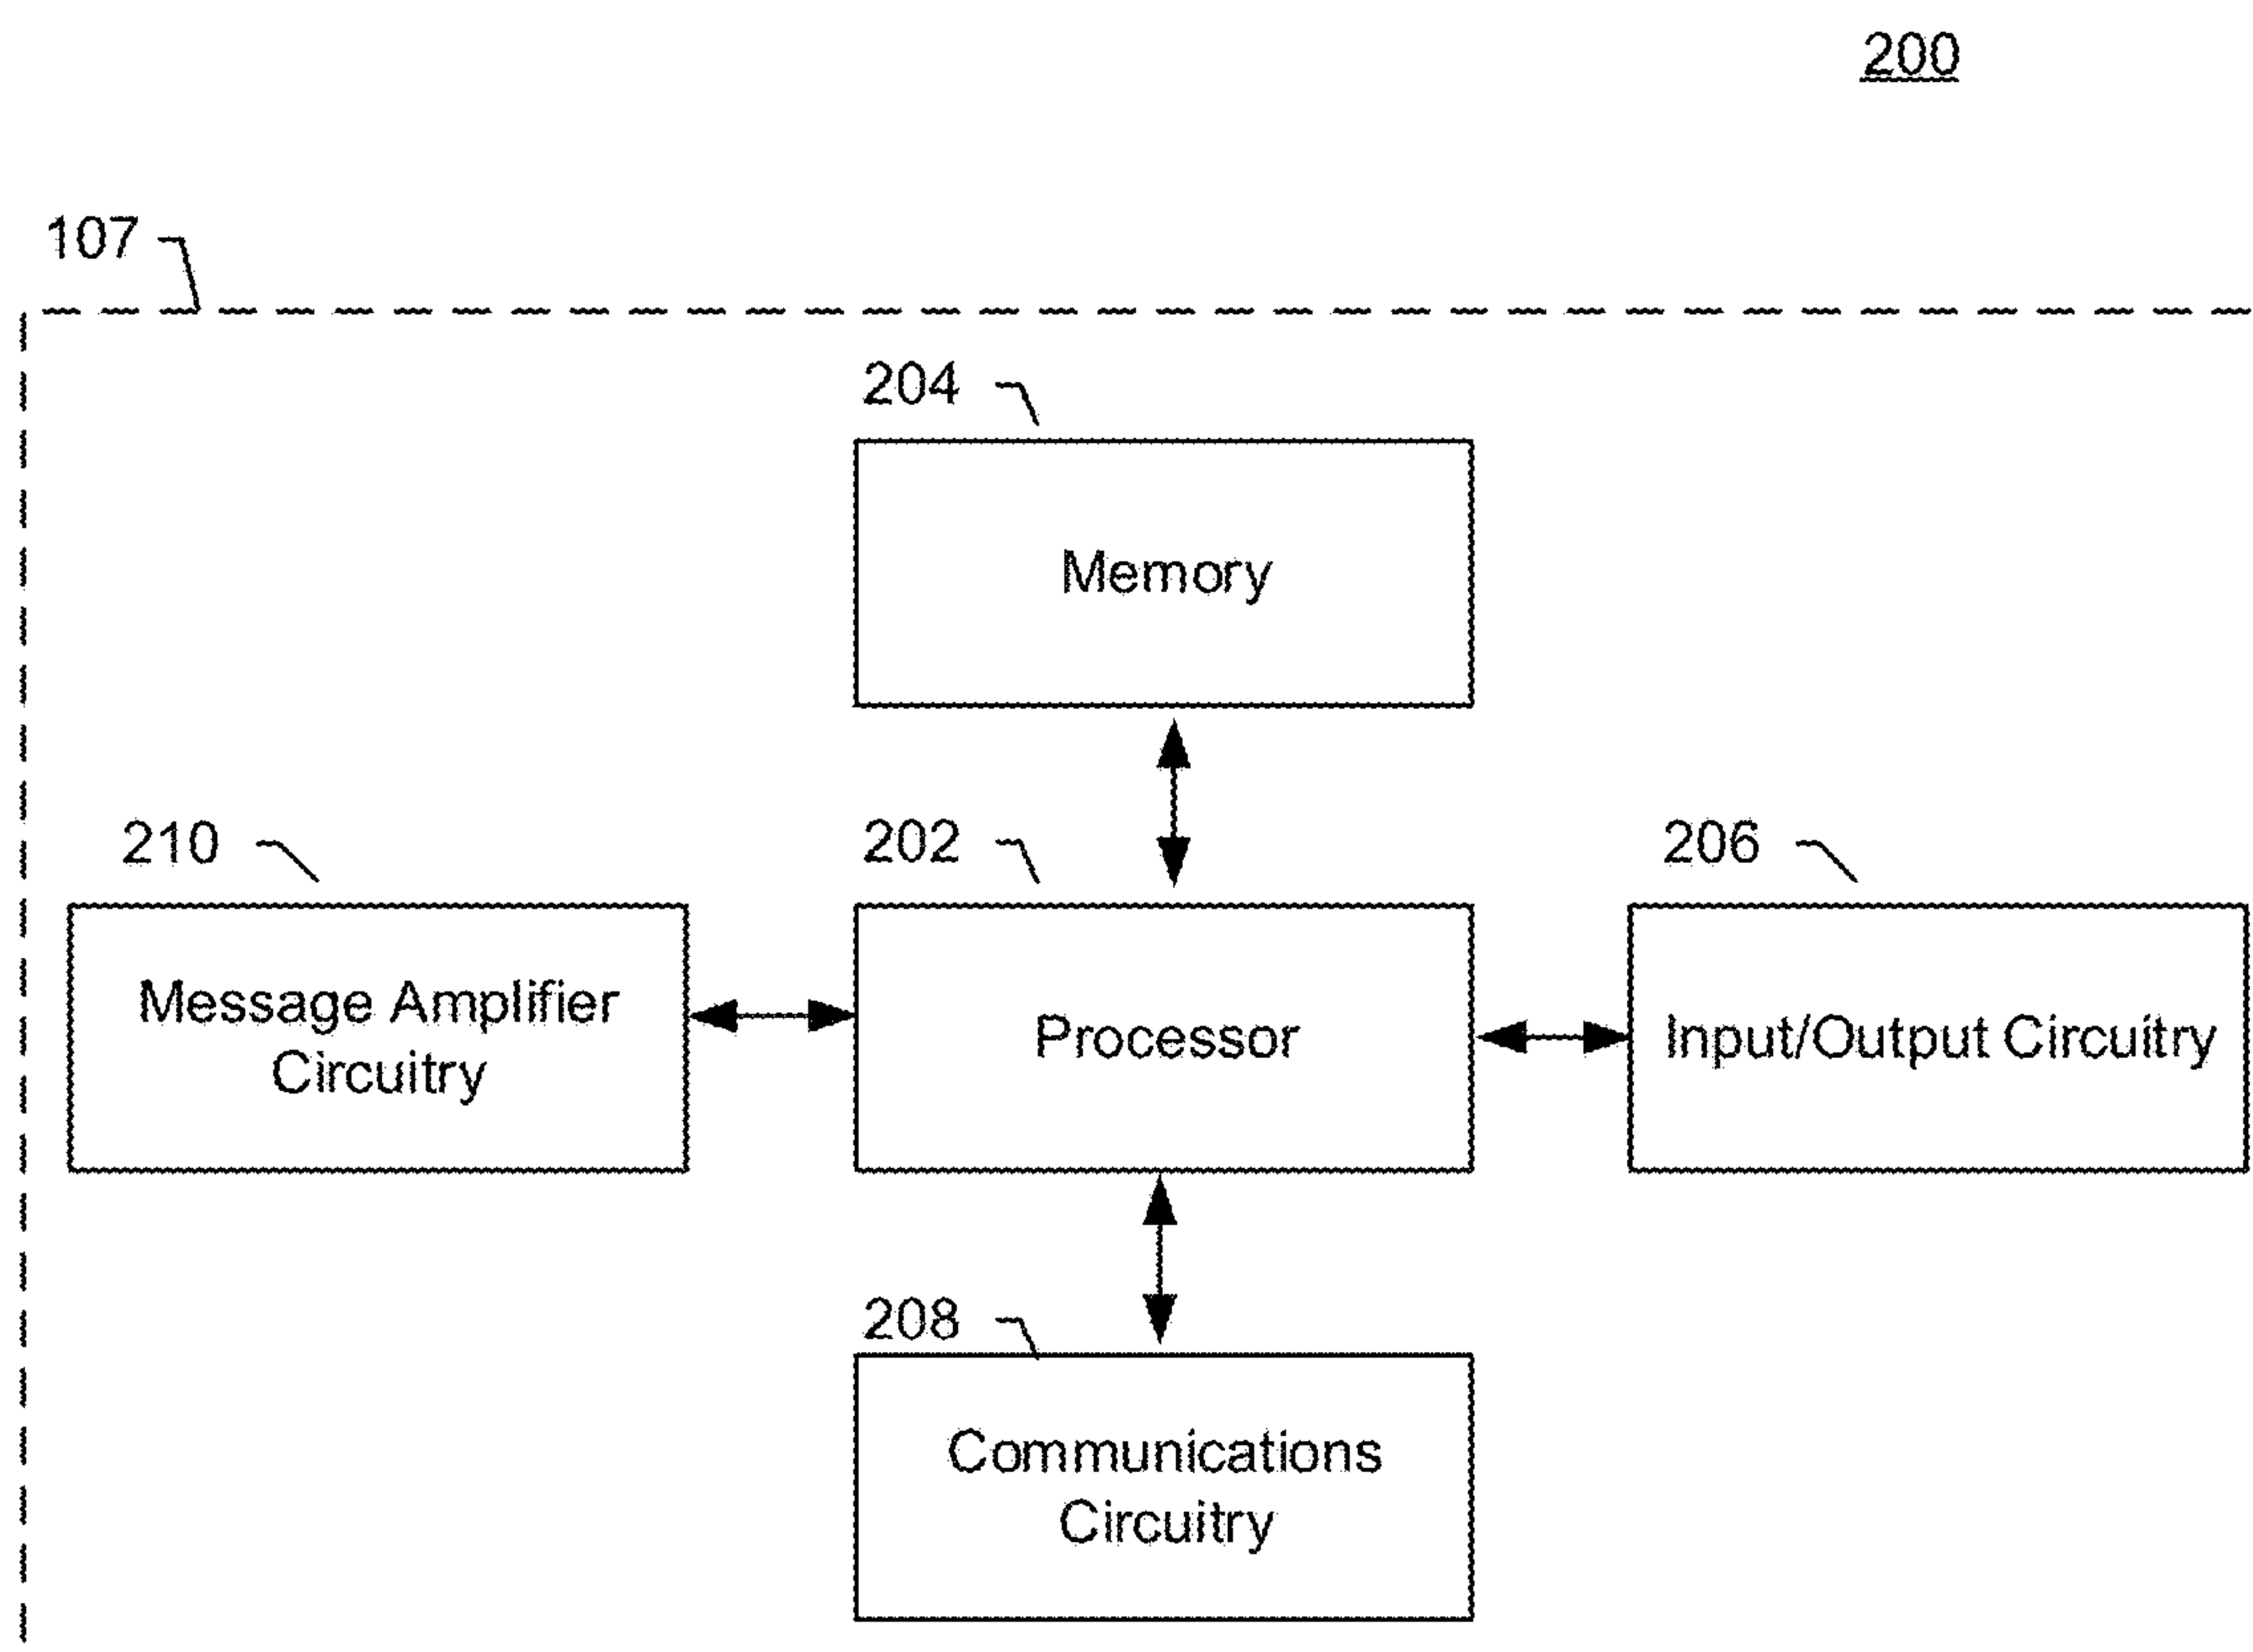 200
107
204
Memory
210
202
206
Message Amplifier
Circuitry
Processor
Input/Output Circuitry
208
Communications
Circuitry